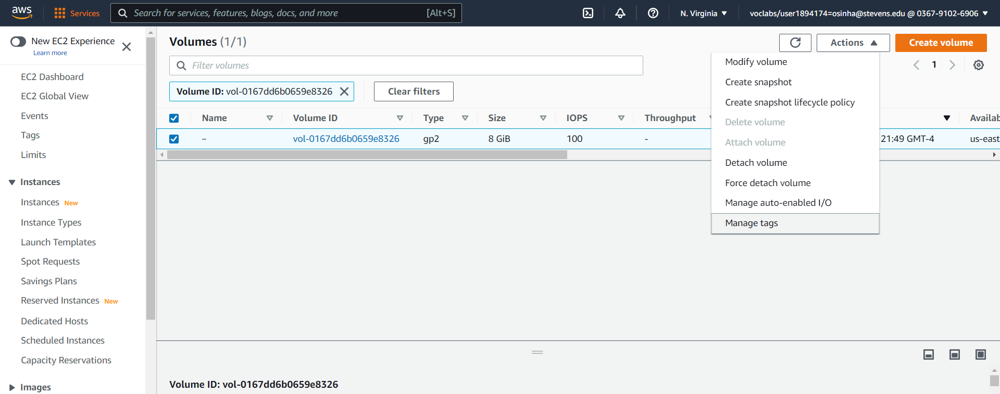 aws
Services
Search for services, features, blogs, docs, and more [Alt+S]
N. Virginia
voclabs/user1894174=osinha@stevens.edu @ 0367-9102-6906
New EC2 Experience
Learn more
EC2 Dashboard
EC2 Global View
Events
Tags
Limits
Instances
Instances New
Instance Types
Launch Templates
Spot Requests
Savings Plans
Reserved Instances New
Dedicated Hosts
Scheduled Instances
Capacity Reservations
Images
Volumes (1/1)
Actions
Create volume
Filter volumes
1
Volume ID: vol-0167dd6b0659e8326
Clear filters
Name Volume ID Type Size IOPS Throughput Availab
– vol-0167dd6b0659e8326 gp2 8 GiB 100 - 21:49 GMT-4 us-east
Modify volume
Create snapshot
Create snapshot lifecycle policy
Delete volume
Attach volume
Detach volume
Force detach volume
Manage auto-enabled I/O
Manage tags
Volume ID: vol-0167dd6b0659e8326